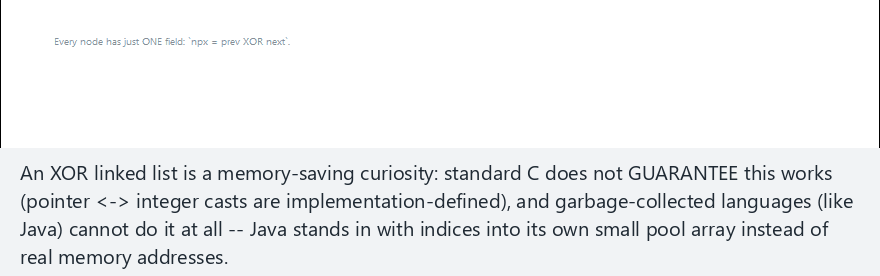 Every node has just ONE field: `npx = prev XOR next`.
An XOR linked list is a memory-saving curiosity: standard C does not GUARANTEE this works
(pointer <-> integer casts are implementation-defined), and garbage-collected languages (like
Java) cannot do it at all -- Java stands in with indices into its own small pool array instead of
real memory addresses.